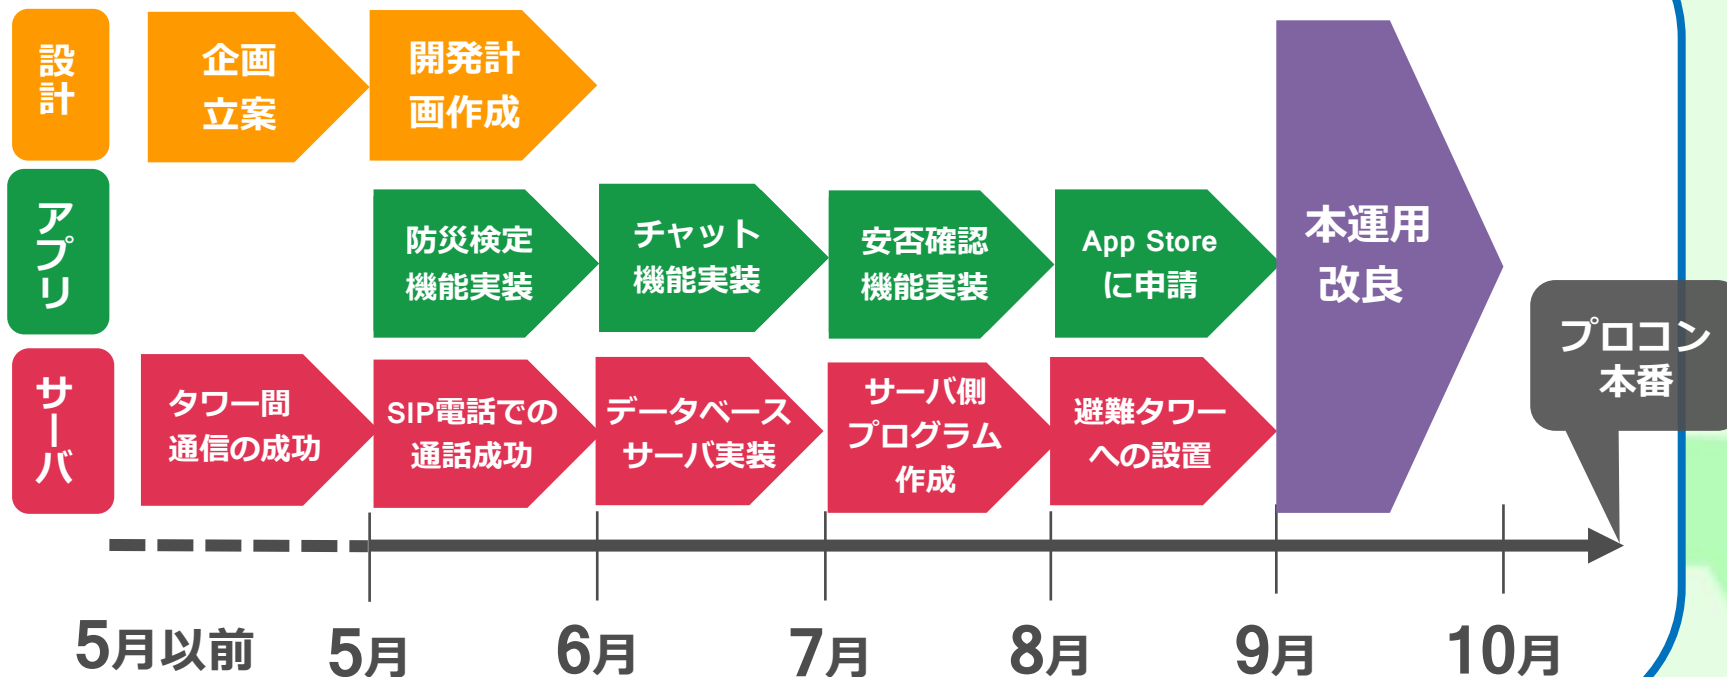 設計
企画
立案
開発計
画作成
アプリ
防災検定
機能実装
チャット
機能実装
安否確認
機能実装
App Store
に申請
本運用
改良
サーバ
タワー間
通信の成功
SIP電話での
通話成功
データベース
サーバ実装
サーバ側
プログラム
作成
避難タワー
への設置
プロコン
本番
5月以前
5月
6月
7月
8月
9月
10月